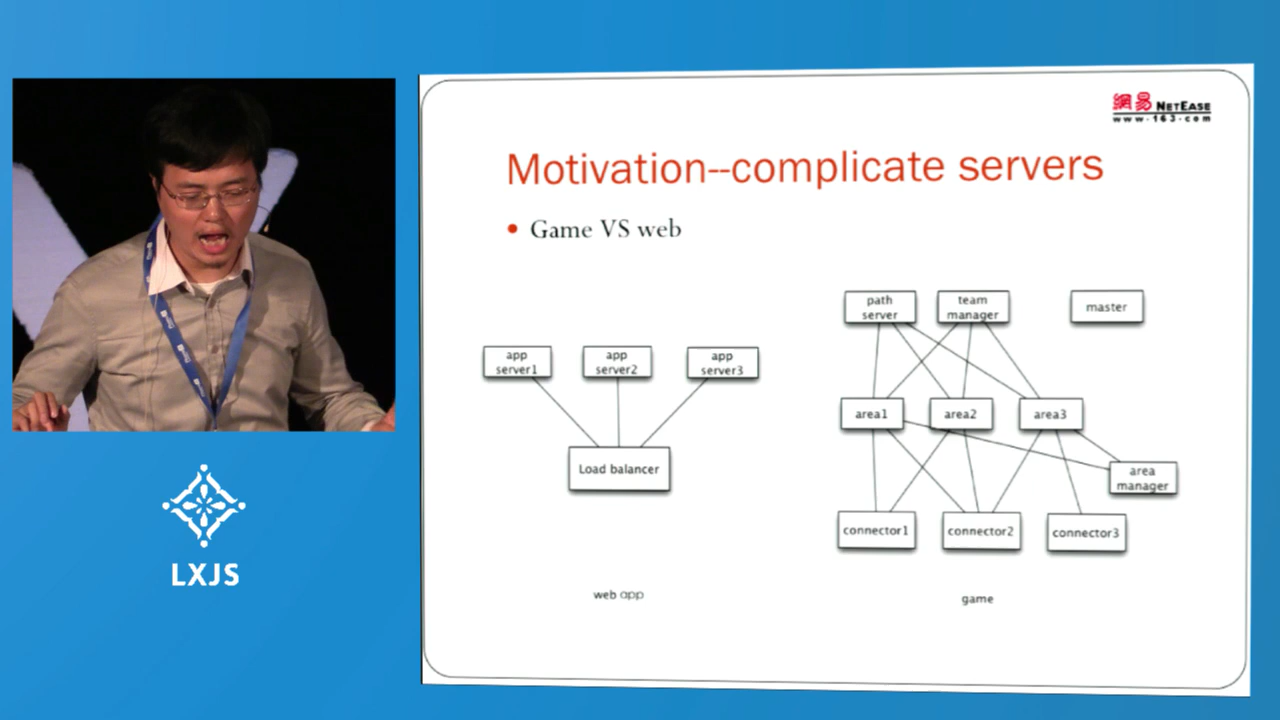 網易 NETEASE
www.163.com
Motivation--complicate servers
• Game VS web
app
server1
app
server2
app
server3
Load balancer
web app
path
server
team
manager
master
area1
area2
area3
area
manager
connector1
connector2
connector3
game
LXJS